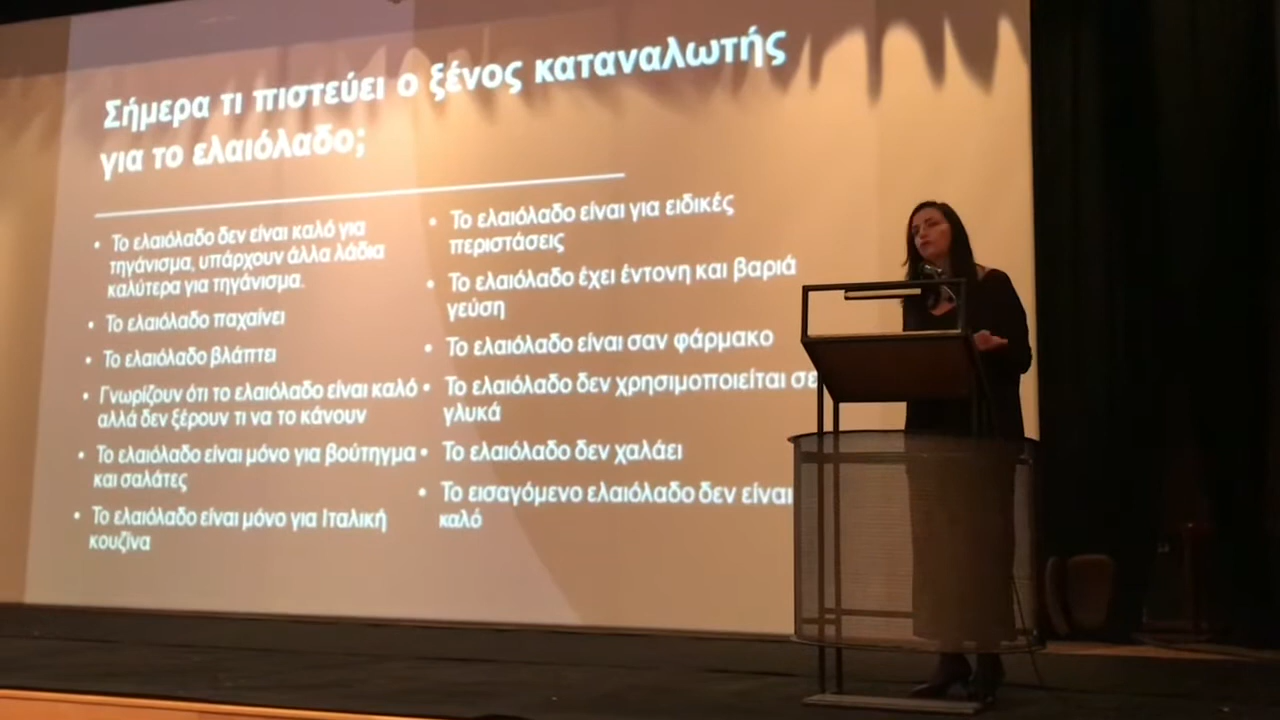 Σήμερα τι πιστεύει ο ξένος καταναλωτής
για το ελαιόλαδο;
• Το ελαιόλαδο δεν είναι καλό για
τηγάνισμα, υπάρχουν άλλα λάδια
καλύτερα για τηγάνισμα.
• Το ελαιόλαδο παχαίνει
• Το ελαιόλαδο βλάπτει
• Γνωρίζουν ότι το ελαιόλαδο είναι καλό
αλλά δεν ξέρουν τι να το κάνουν
• Το ελαιόλαδο είναι μόνο για βούτηγμα
και σαλάτες
• Το ελαιόλαδο είναι μόνο για Ιταλική
κουζίνα
• Το ελαιόλαδο είναι για ειδικές
περιστάσεις
• Το ελαιόλαδο έχει έντονη και βαριά
γεύση
• Το ελαιόλαδο είναι σαν φάρμακο
• Το ελαιόλαδο δεν χρησιμοποιείται σε
γλυκά
• Το ελαιόλαδο δεν χαλάει
• Το εισαγόμενο ελαιόλαδο δεν είναι
καλό